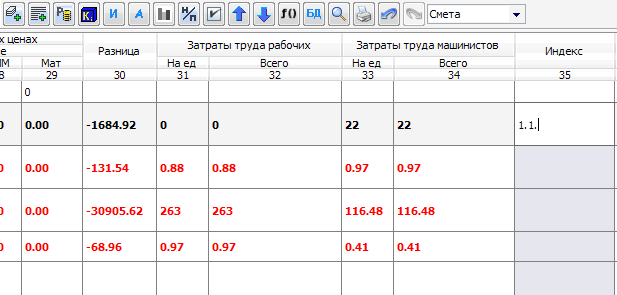 Р Ki И А Н/П ƒ() БД Смета
х ценах Разница Затраты труда рабочих Затраты труда машинистов Индекс
е Мат На ед Всего На ед Всего
8 29 30 31 32 33 34 35
0
0 0.00 -1684.92 0 0 22 22 1.1.
0 0.00 -131.54 0.88 0.88 0.97 0.97
0 0.00 -30905.62 263 263 116.48 116.48
0 0.00 -68.96 0.97 0.97 0.41 0.41